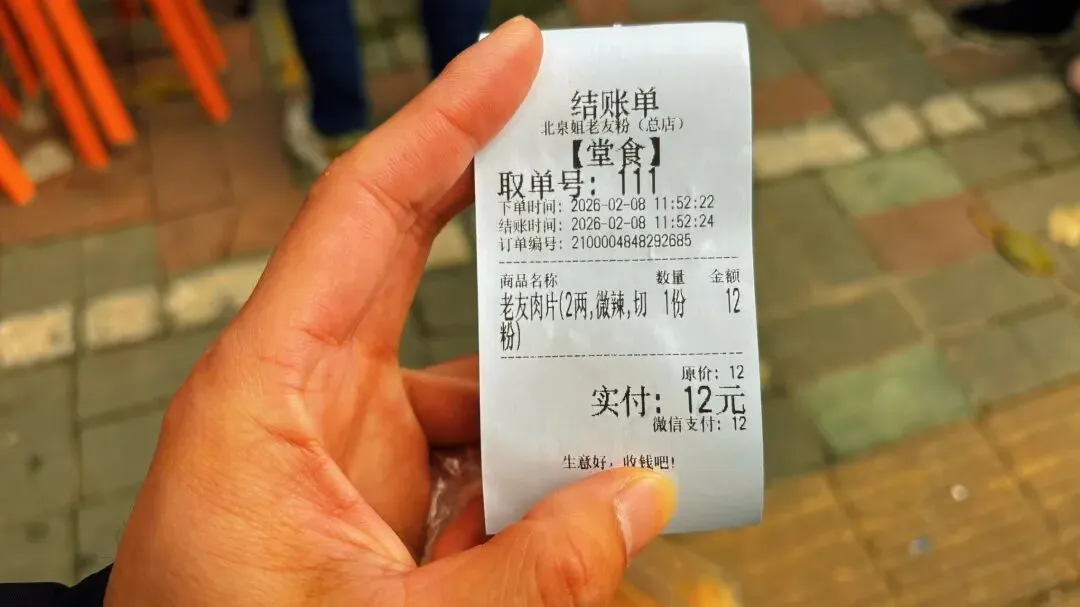 结账单
北泉姐老友粉（总店）
【堂食】
取单号：111
下单时间：2026-02-08 11:52:22
结账时间：2026-02-08 11:52:24
订单编号：2100004848292685
商品名称 数量 金额
老友肉片(2两,微辣,切 1份 12
粉)
原价：12
实付：12元
微信支付：12
生意好，收钱吧！